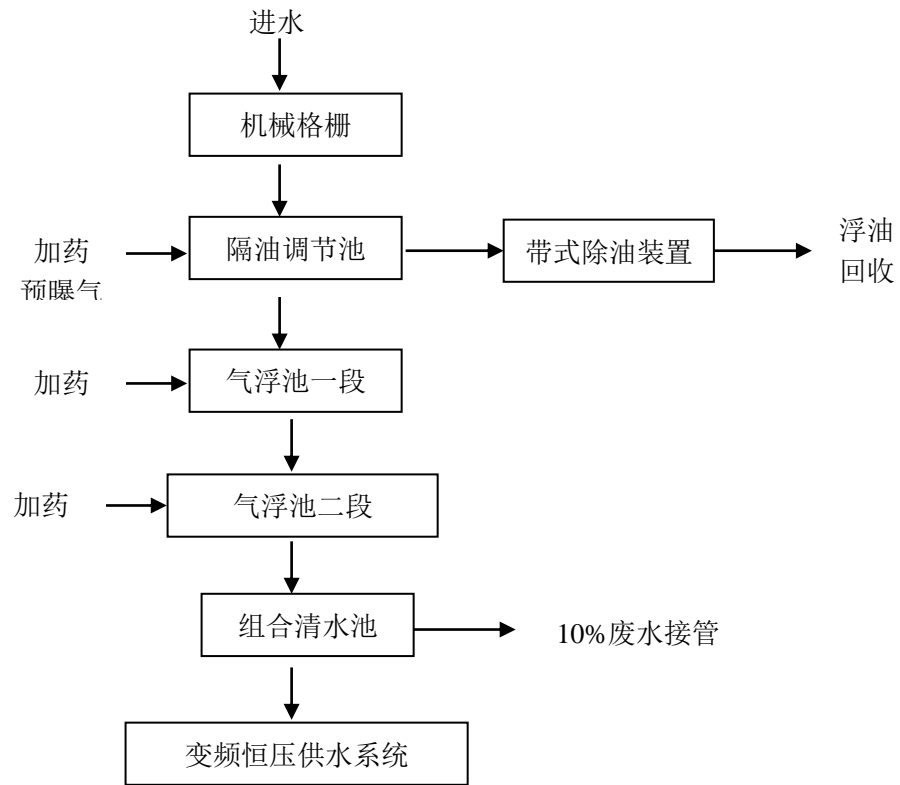 进水
机械格栅
加药
预曝气
隔油调节池
带式除油装置
浮油
回收
加药
气浮池一段
加药
气浮池二段
组合清水池
10%废水接管
变频恒压供水系统